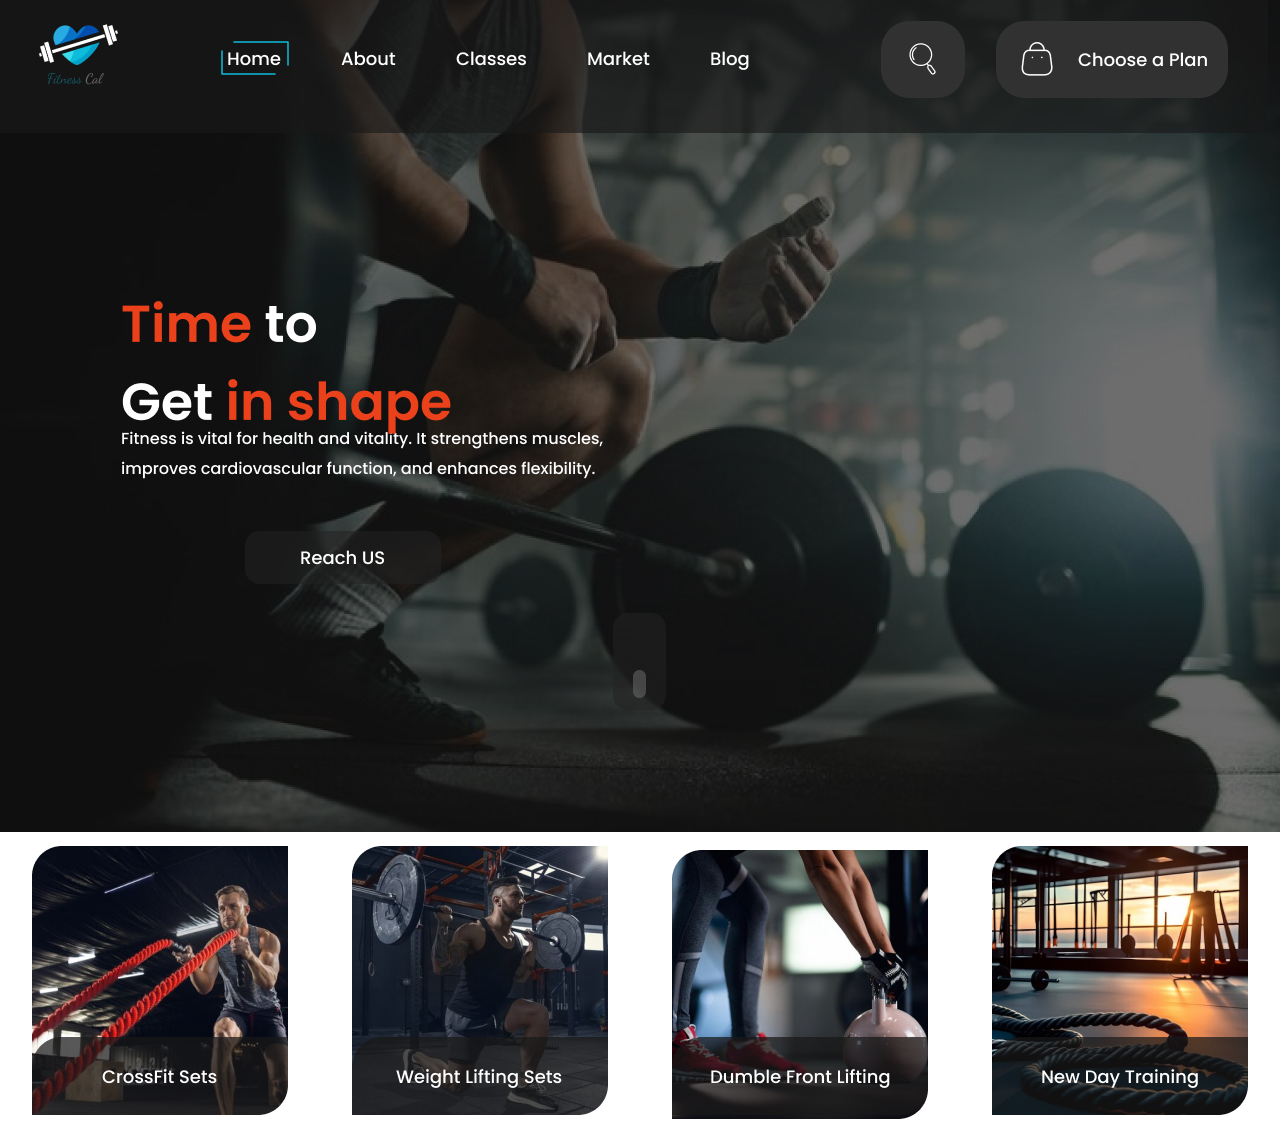 Fitness Cal
Home
About
Classes
Market
Blog
Choose a Plan
Time to
Get in shape
Fitness is vital for health and vitality. It strengthens muscles,
improves cardiovascular function, and enhances flexibility.
Reach US
CrossFit Sets
Weight Lifting Sets
Dumble Front Lifting
New Day Training